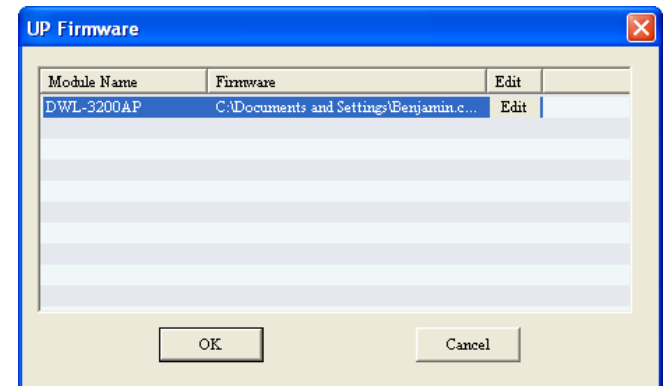 UP Firmware
Module Name Firmware Edit
DWL-3200AP C:\Documents and Settings\Benjamin.c... Edit
OK Cancel